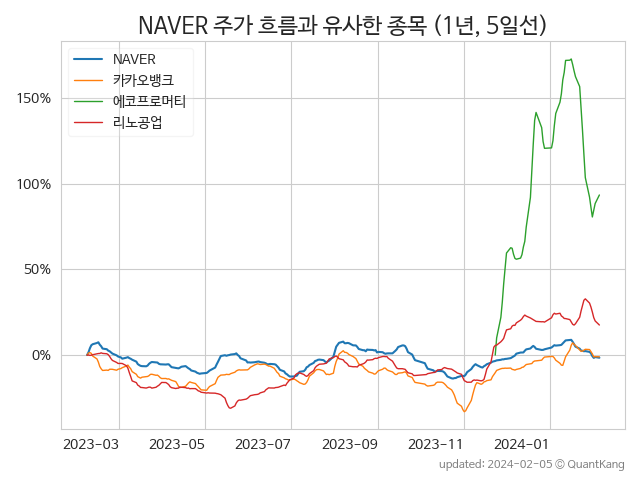 NAVER 주가 흐름과 유사한 종목 (1년, 5일선)
NAVER
카카오뱅크
에코프로머티
리노공업
150%
100%
50%
0%
2023-03 2023-05 2023-07 2023-09 2023-11 2024-01
updated: 2024-02-05 © QuantKang